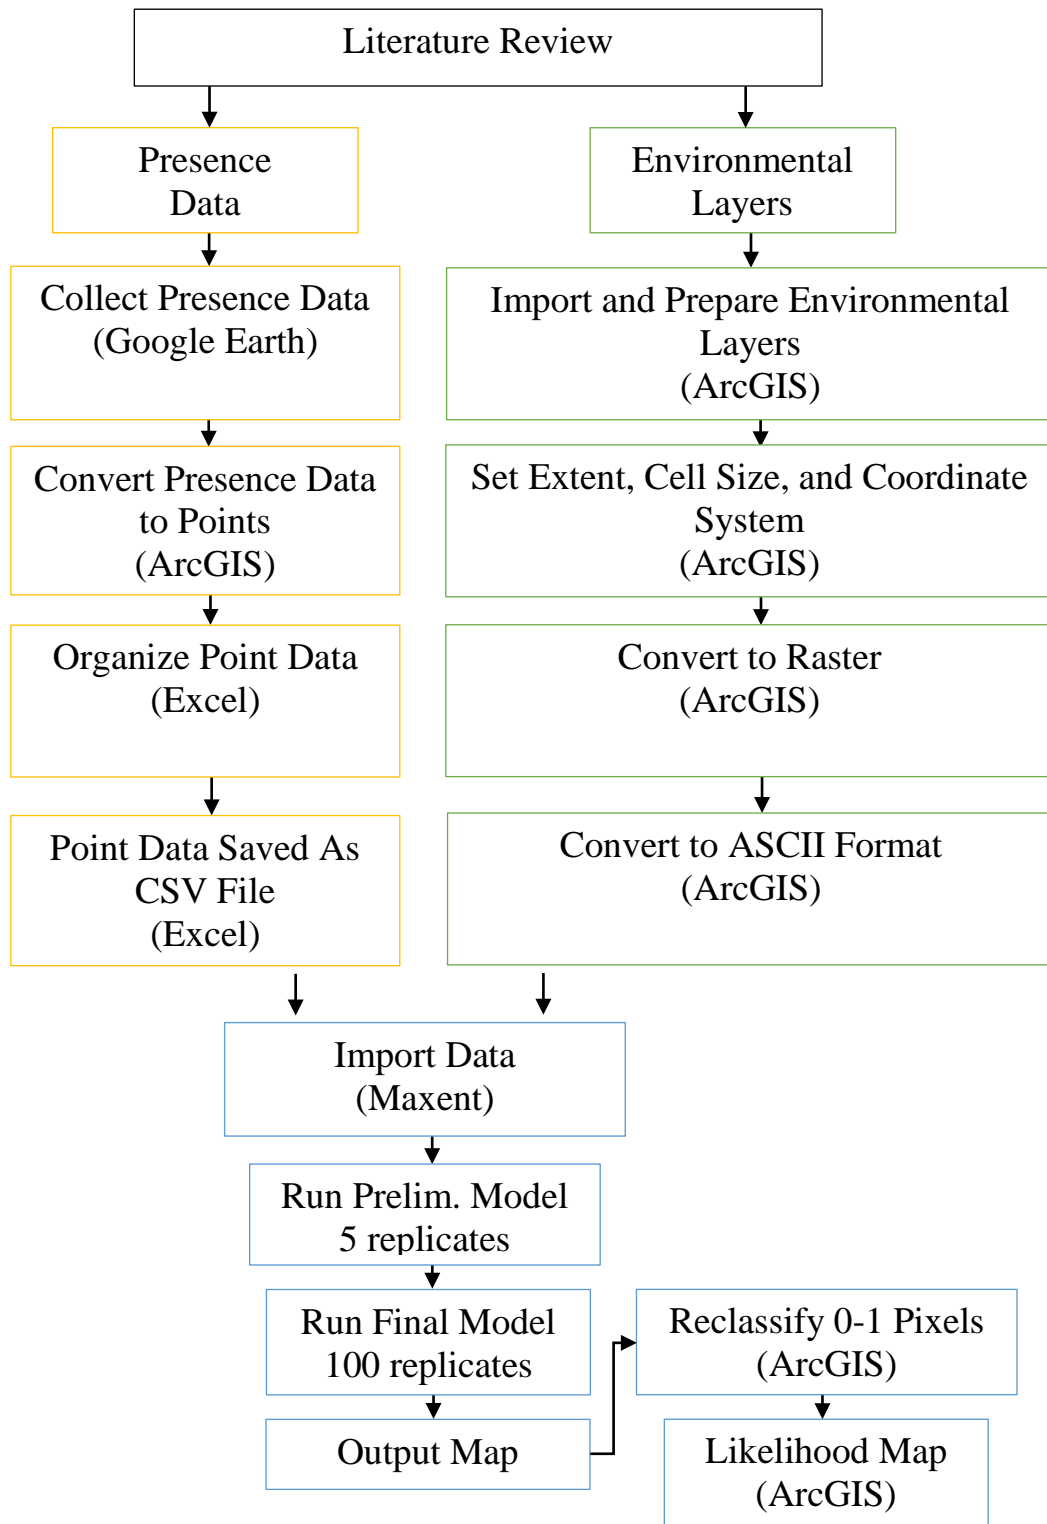 Literature Review
Presence
Data
Environmental
Layers
Collect Presence Data
(Google Earth)
Import and Prepare Environmental
Layers
(ArcGIS)
Convert Presence Data
to Points
(ArcGIS)
Set Extent, Cell Size, and Coordinate
System
(ArcGIS)
Organize Point Data
(Excel)
Convert to Raster
(ArcGIS)
Point Data Saved As
CSV File
(Excel)
Convert to ASCII Format
(ArcGIS)
Import Data
(Maxent)
Run Prelim. Model
5 replicates
Run Final Model
100 replicates
Reclassify 0-1 Pixels
(ArcGIS)
Output Map
Likelihood Map
(ArcGIS)